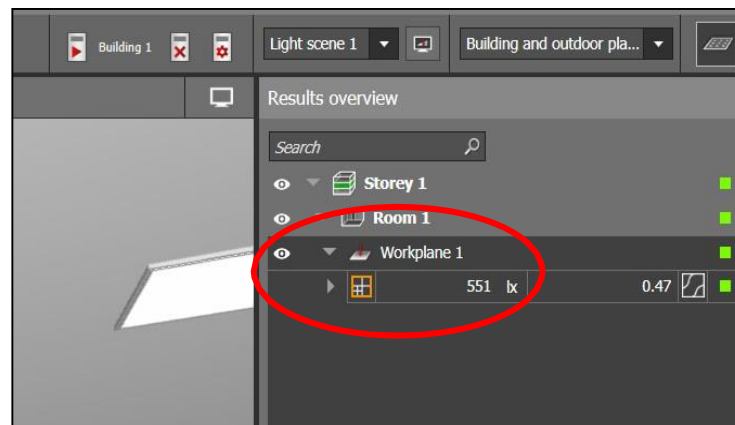 Building 1
Light scene 1
Building and outdoor pla...
Results overview
Search
Storey 1
Room 1
Workplane 1
551 lx 0.47